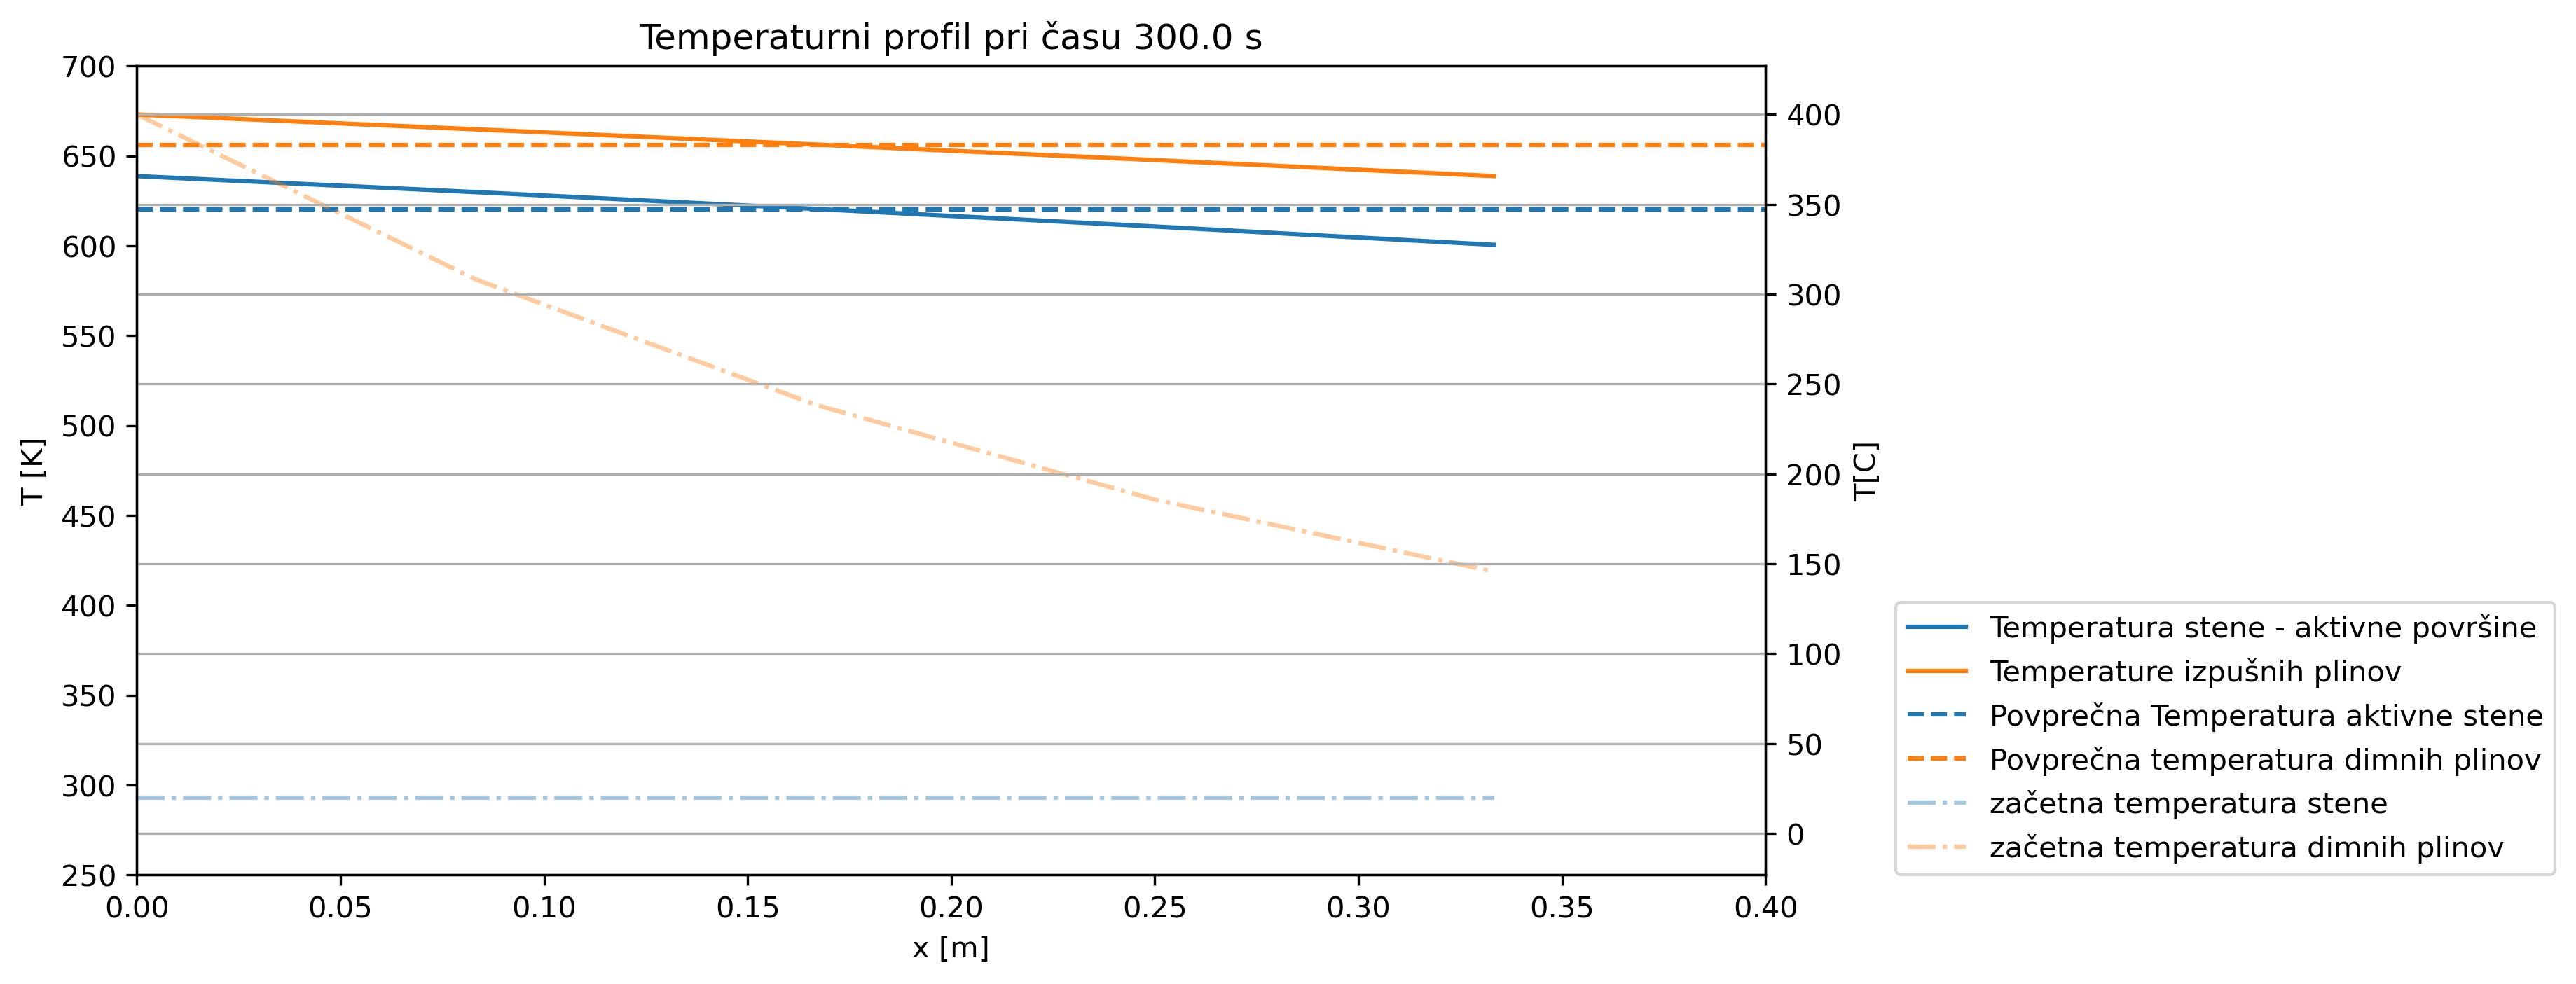 Temperaturni profil pri času 300.0 s
700
650
600
550
500
450
400
350
300
250
T [K]
400
350
300
250
200
150
100
50
0
T[C]
0.00 0.05 0.10 0.15 0.20 0.25 0.30 0.35 0.40
x [m]
Temperatura stene - aktivne površine
Temperature izpušnih plinov
Povprečna Temperatura aktivne stene
Povprečna temperatura dimnih plinov
začetna temperatura stene
začetna temperatura dimnih plinov